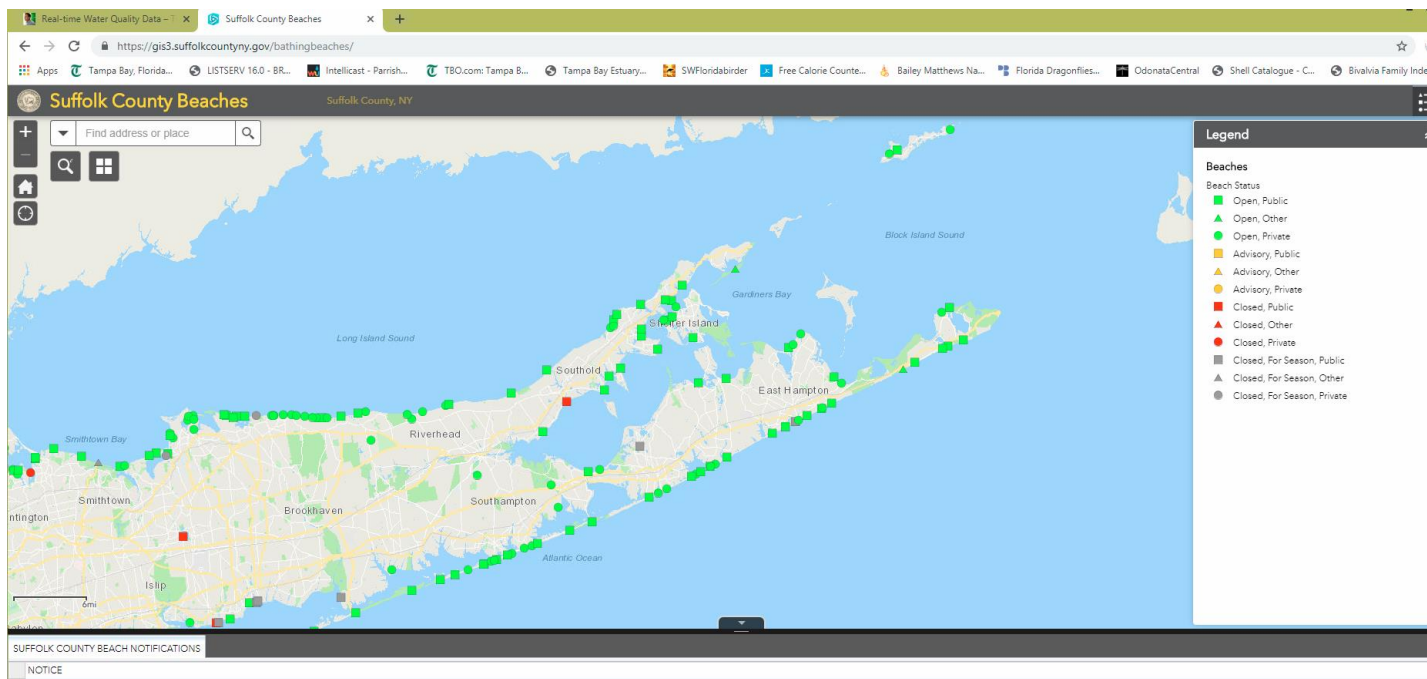 Real-time Water Quality Data – T
Suffolk County Beaches
https://gis3.suffolkcountyny.gov/bathingbeaches/
Apps
Tampa Bay, Florida...
LISTSERV 16.0 - BR...
Intellicast - Parrish...
TBO.com: Tampa B...
Tampa Bay Estuary...
SWFloridabirder
Free Calorie Counte...
Bailey Matthews Na...
Florida Dragonflies...
OdonataCentral
Shell Catalogue - C...
Bivalvia Family Inde
Suffolk County Beaches
Suffolk County, NY
Find address or place
Legend
Beaches
Beach Status
Open, Public
Open, Other
Open, Private
Advisory, Public
Advisory, Other
Advisory, Private
Closed, Public
Closed, Other
Closed, Private
Closed, For Season, Public
Closed, For Season, Other
Closed, For Season, Private
Block Island Sound
Gardiners Bay
Shelter Island
Long Island Sound
Southold
East Hampton
Riverhead
Smithtown Bay
Smithtown
Southampton
Brookhaven
ntington
Atlantic Ocean
Islip
6mi
abylon
SUFFOLK COUNTY BEACH NOTIFICATIONS
NOTICE